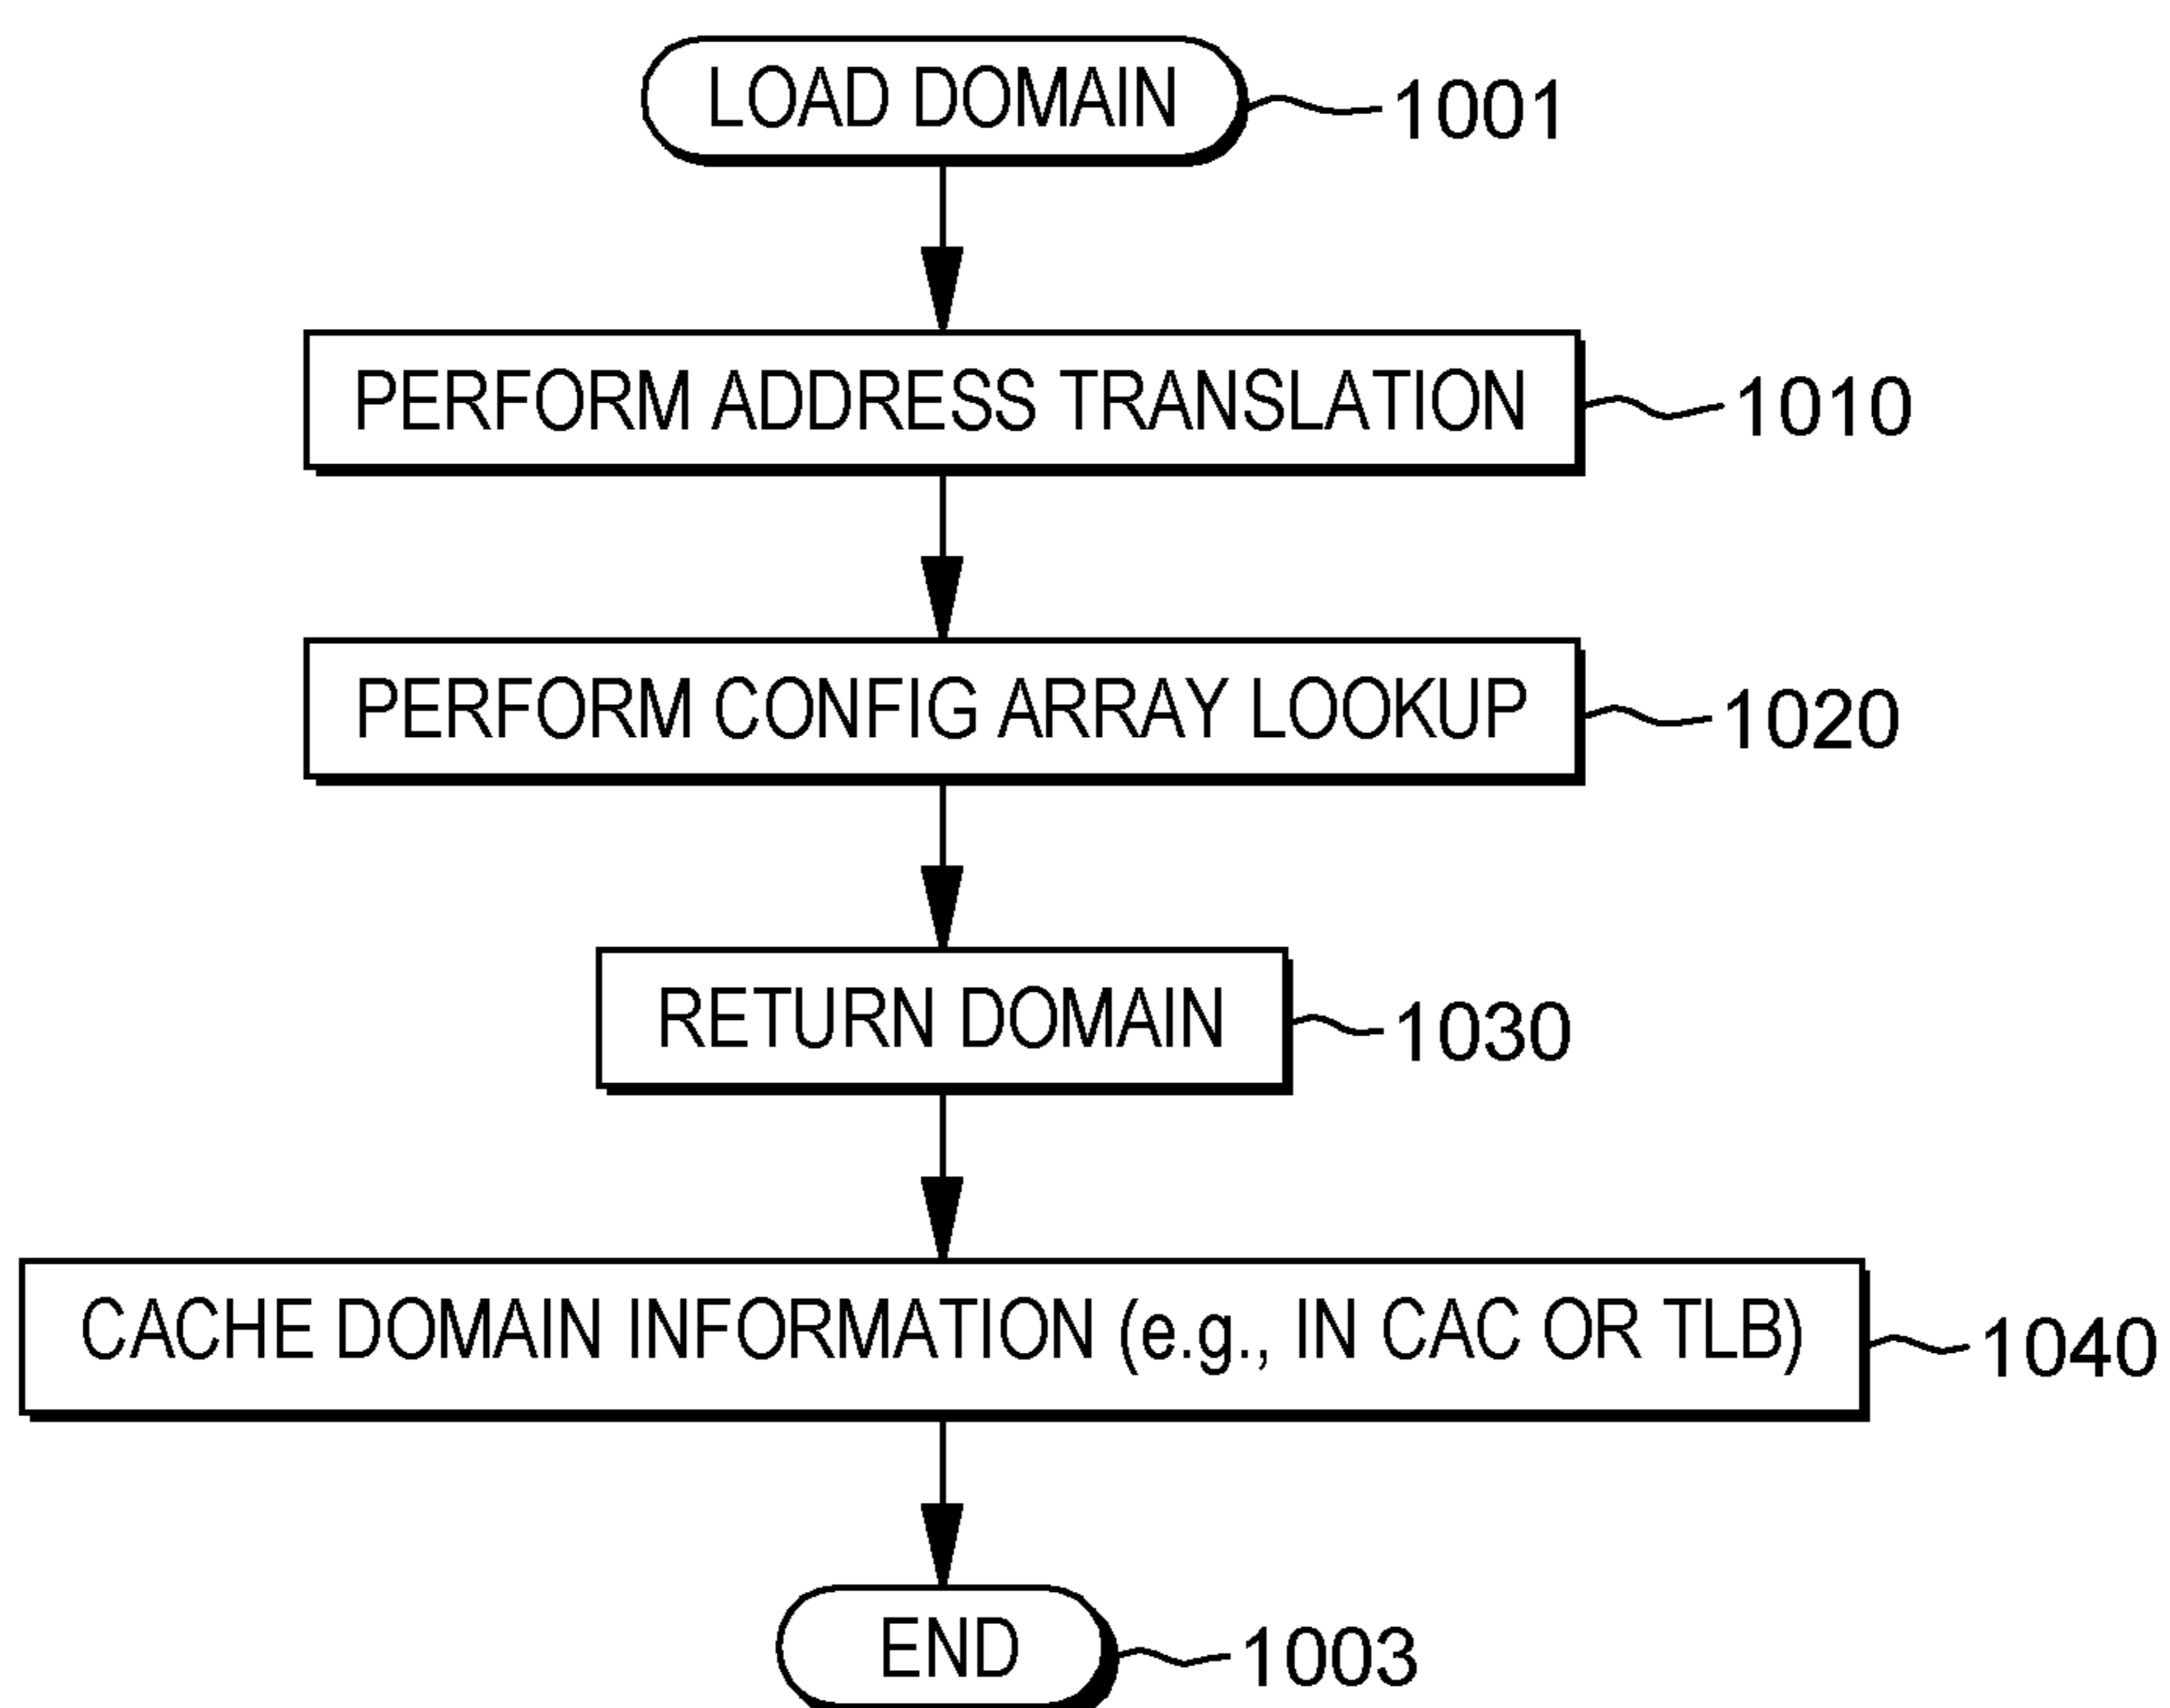 LOAD DOMAIN 1001
PERFORM ADDRESS TRANSLATION 1010
PERFORM CONFIG ARRAY LOOKUP 1020
RETURN DOMAIN 1030
CACHE DOMAIN INFORMATION (e.g., IN CAC OR TLB) 1040
END 1003